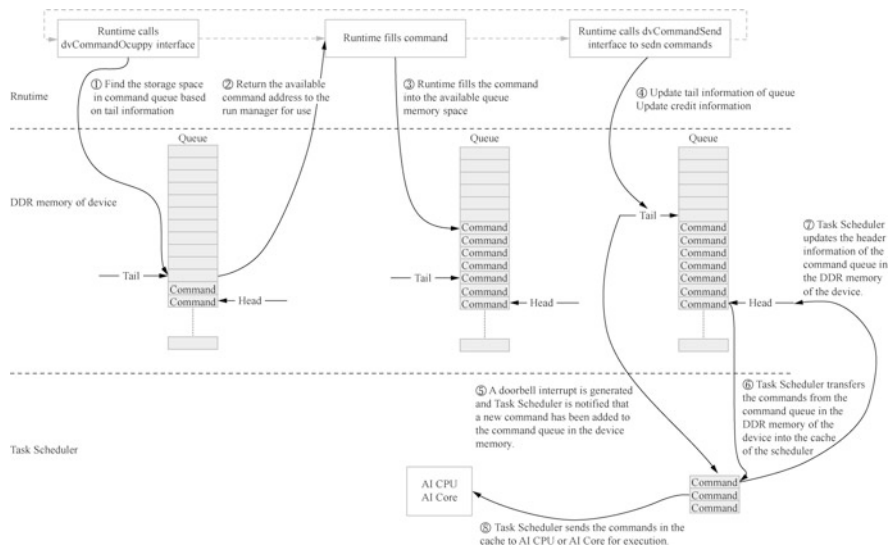 Runtime calls
dvCommandOcuppy interface
Runtime fills command
Runtime calls dvCommandSend
interface to sedn commands
① Find the storage space
in command queue based
on tail information
② Return the available
command address to the
run manager for use
③ Runtime fills the command
into the available queue
memory space
④ Update tail information of queue
Update credit information
Rnutime
Queue
Queue
Queue
DDR memory of device
Tail
Command
Command
Head
Command
Command
Command
Command
Tail
Command
Command
Command
Head
Tail
Command
Command
Command
Command
Command
Command
Command
Head
⑦ Task Scheduler
updates the header
information of the
command queue in
the DDR memory
of the device.
⑤ A doorbell interrupt is generated
and Task Scheduler is notified that
a new command has been added to
the command queue in the device
memory.
⑥ Task Scheduler transfers
the commands from the
command queue in the
DDR memory of the
device into the cache
of the scheduler
Task Scheduler
AI CPU
AI Core
Command
Command
Command
⑧ Task Scheduler sends the commands in the
cache to AI CPU or AI Core for execution.